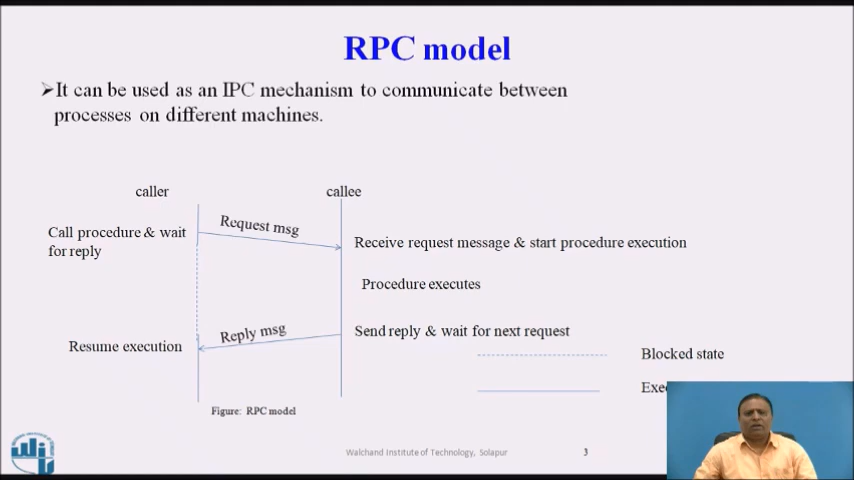 RPC model
➢It can be used as an IPC mechanism to communicate between
processes on different machines.
caller
callee
Request msg
Call procedure & wait
for reply
Receive request message & start procedure execution
Procedure executes
Reply msg
Send reply & wait for next request
Resume execution
Blocked state
Figure: RPC model
Walchand Institute of Technology, Solapur
3